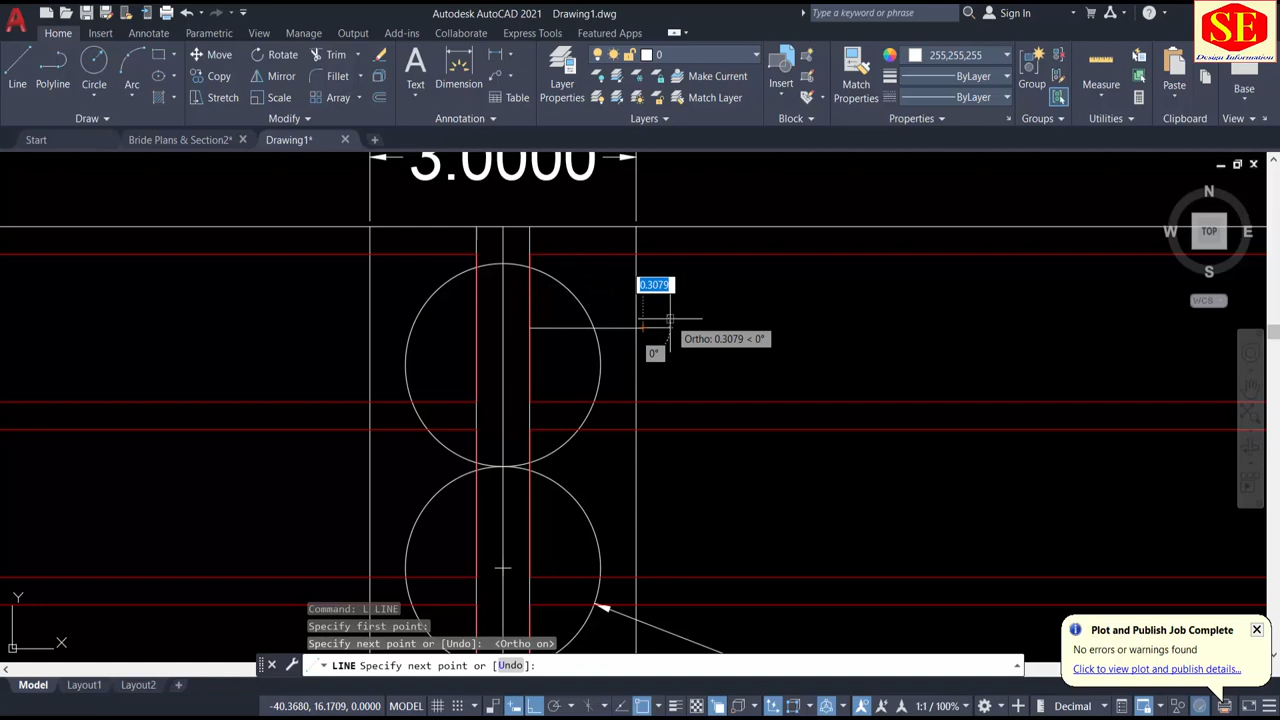 Autodesk AutoCAD 2021 Drawing1.dwg
Type a keyword or phrase
Sign In
SE
Design Information
Home Insert Annotate Parametric View Manage Output Add-ins Collaborate Express Tools Featured Apps
Line Polyline Circle Arc
Move Rotate Trim
Copy Mirror Fillet
Stretch Scale Array
Text Dimension Table
Layer Properties
0
Make Current
Match Layer
Insert
Match Properties
255,255,255
ByLayer
ByLayer
Group
Measure
Paste
Base
Draw Modify Annotation Layers Block Properties Groups Utilities Clipboard View
Start Bride Plans & Section2* Drawing1*
3.0000
N
W TOP E
S
WCS
0.3079
Ortho: 0.3079 < 0°
0°
Y
X
Command: L LINE
Specify first point:
Specify next point or [Undo]: <Ortho on>
LINE Specify next point or [Undo]:
Plot and Publish Job Complete
No errors or warnings found
Click to view plot and publish details...
Model Layout1 Layout2
-40.3680, 16.1709, 0.0000 MODEL
1:1 / 100%
Decimal